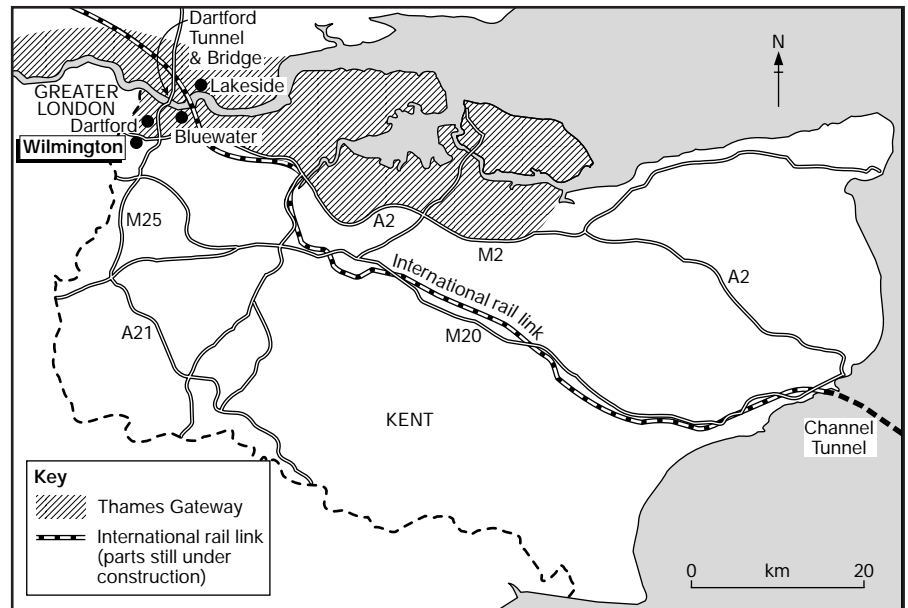 Dartford
Tunnel
& Bridge
N
Lakeside
GREATER
LONDON
Dartford
Bluewater
Wilmington
M25
A2
M2
A2
International rail link
M20
A21
KENT
Channel
Tunnel
Key
Thames Gateway
International rail link
(parts still under
construction)
0 km 20